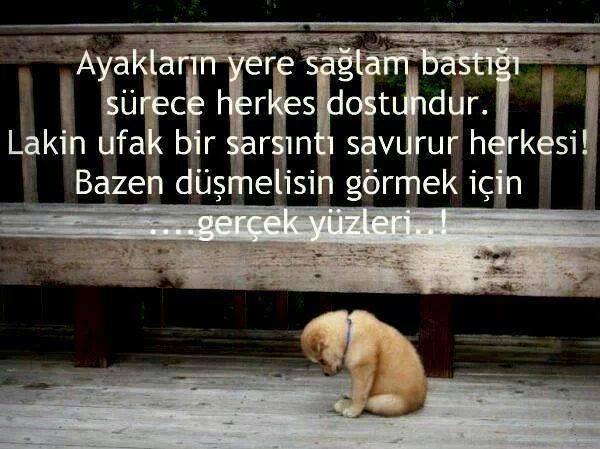 Ayakların yere sağlam bastığı
sürece herkes dostundur.
Lakin ufak bir sarsıntı savurur herkesi!
Bazen düşmelisin görmek için
....gerçek yüzleri..!